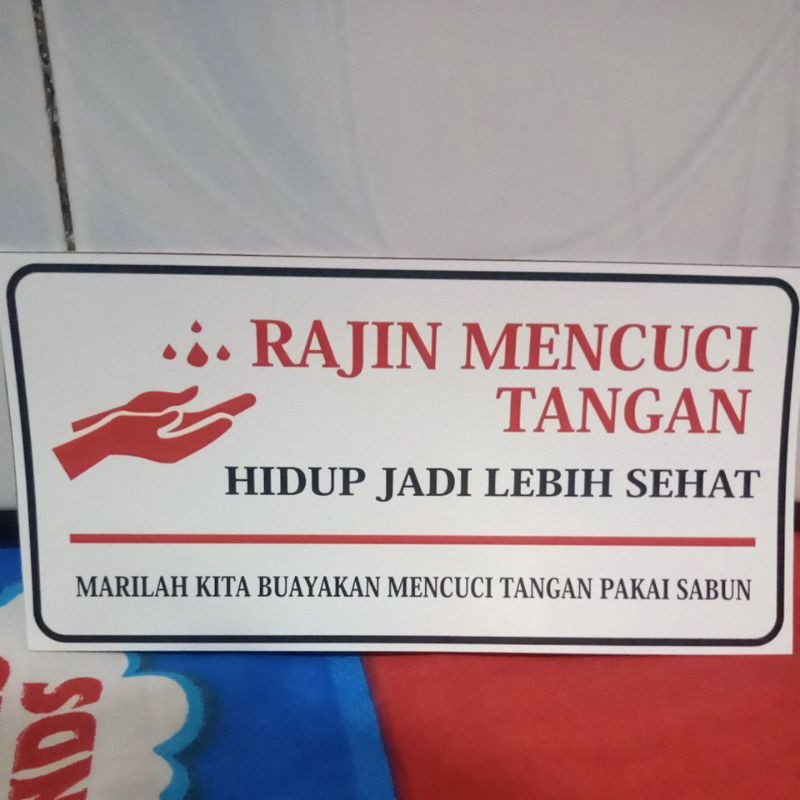 RAJIN MENCUCI
TANGAN
HIDUP JADI LEBIH SEHAT
MARILAH KITA BUAYAKAN MENCUCI TANGAN PAKAI SABUN